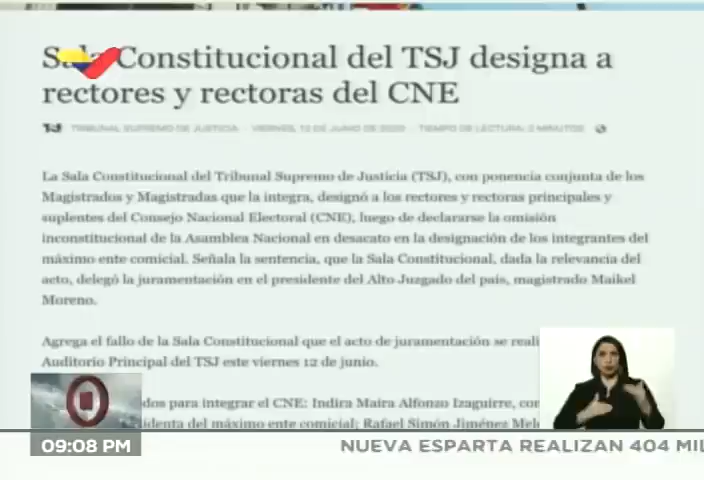 Sala Constitucional del TSJ designa a
rectores y rectoras del CNE
TRIBUNAL SUPREMO DE JUSTICIA VIERNES, 12 DE JUNIO DE 2020 TIEMPO DE LECTURA: 2 MINUTOS
La Sala Constitucional del Tribunal Supremo de Justicia (TSJ), con ponencia conjunta de los
Magistrados y Magistradas que la integra, designó a los rectores y rectoras principales y
suplentes del Consejo Nacional Electoral (CNE), luego de declararse la omisión
inconstitucional de la Asamblea Nacional en desacato en la designación de los integrantes del
máximo ente comicial. Señala la sentencia, que la Sala Constitucional, dada la relevancia del
acto, delegó la juramentación en el presidente del Alto Juzgado del país, magistrado Maikel
Moreno.
Agrega el fallo de la Sala Constitucional que el acto de juramentación se reali
Auditorio Principal del TSJ este viernes 12 de junio.
dos para integrar el CNE: Indira Maira Alfonzo Izaguirre, con
identa del máximo ente comicial; Rafael Simón Jiménez Mel
09:08 PM
NUEVA ESPARTA REALIZAN 404 MIL